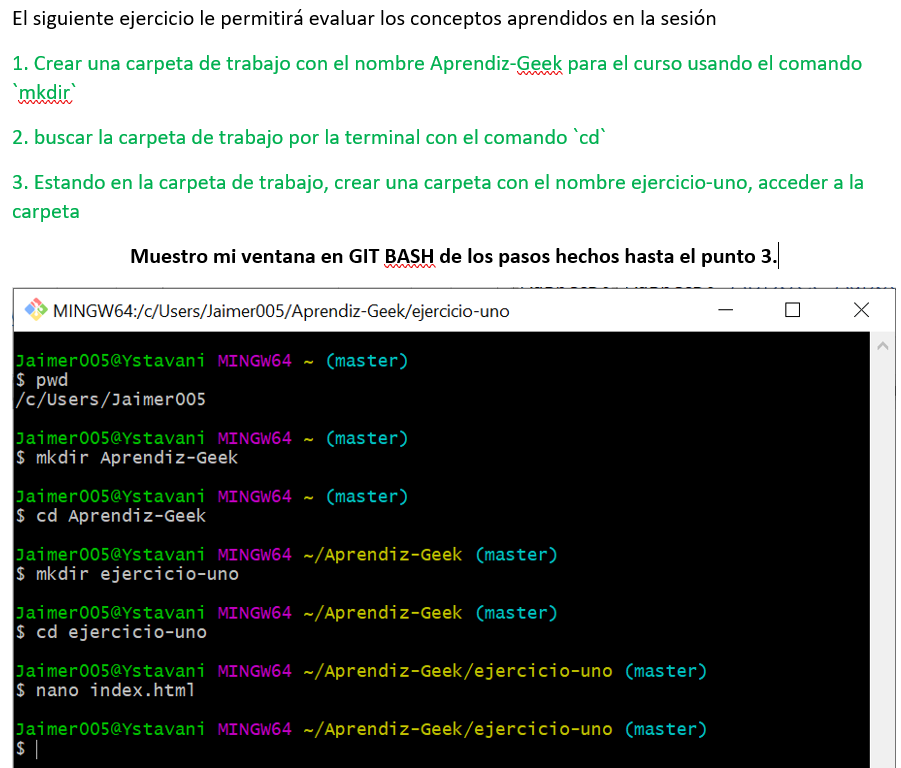 El siguiente ejercicio le permitirá evaluar los conceptos aprendidos en la sesión
1. Crear una carpeta de trabajo con el nombre Aprendiz-Geek para el curso usando el comando
`mkdir`
2. buscar la carpeta de trabajo por la terminal con el comando `cd`
3. Estando en la carpeta de trabajo, crear una carpeta con el nombre ejercicio-uno, acceder a la
carpeta
Muestro mi ventana en GIT BASH de los pasos hechos hasta el punto 3.
MINGW64:/c/Users/Jaimer005/Aprendiz-Geek/ejercicio-uno
Jaimer005@Ystavani MINGW64 ~ (master)
$ pwd
/c/Users/Jaimer005
Jaimer005@Ystavani MINGW64 ~ (master)
$ mkdir Aprendiz-Geek
Jaimer005@Ystavani MINGW64 ~ (master)
$ cd Aprendiz-Geek
Jaimer005@Ystavani MINGW64 ~/Aprendiz-Geek (master)
$ mkdir ejercicio-uno
Jaimer005@Ystavani MINGW64 ~/Aprendiz-Geek (master)
$ cd ejercicio-uno
Jaimer005@Ystavani MINGW64 ~/Aprendiz-Geek/ejercicio-uno (master)
$ nano index.html
Jaimer005@Ystavani MINGW64 ~/Aprendiz-Geek/ejercicio-uno (master)
$